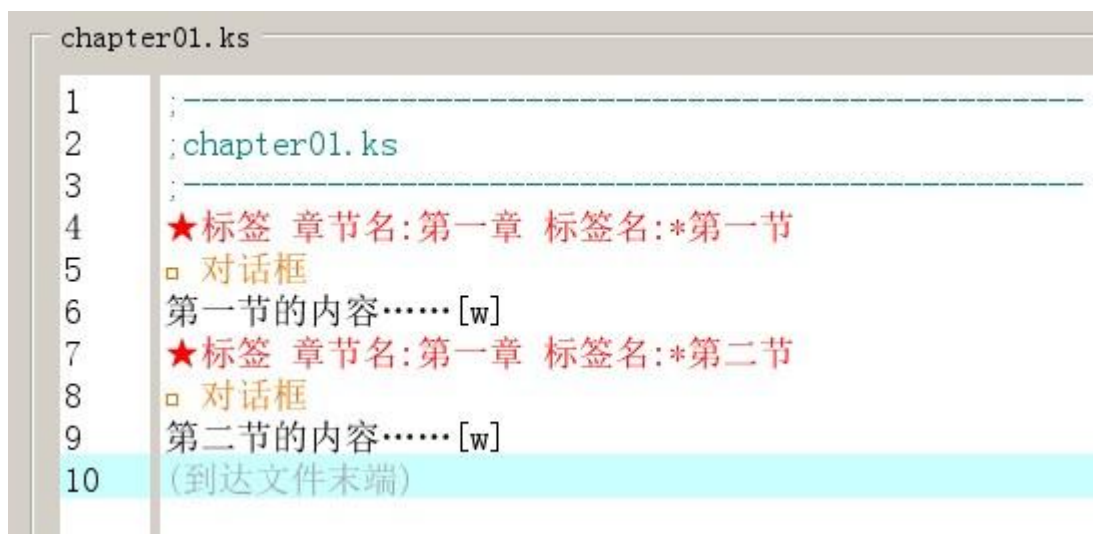 chapter01.ks
1 ;--------------------------------------------------
2 ;chapter01.ks
3 ;--------------------------------------------------
4 ★标签 章节名:第一章 标签名:*第一节
5 □ 对话框
6 第一节的内容……[w]
7 ★标签 章节名:第一章 标签名:*第二节
8 □ 对话框
9 第二节的内容……[w]
10 (到达文件末端)